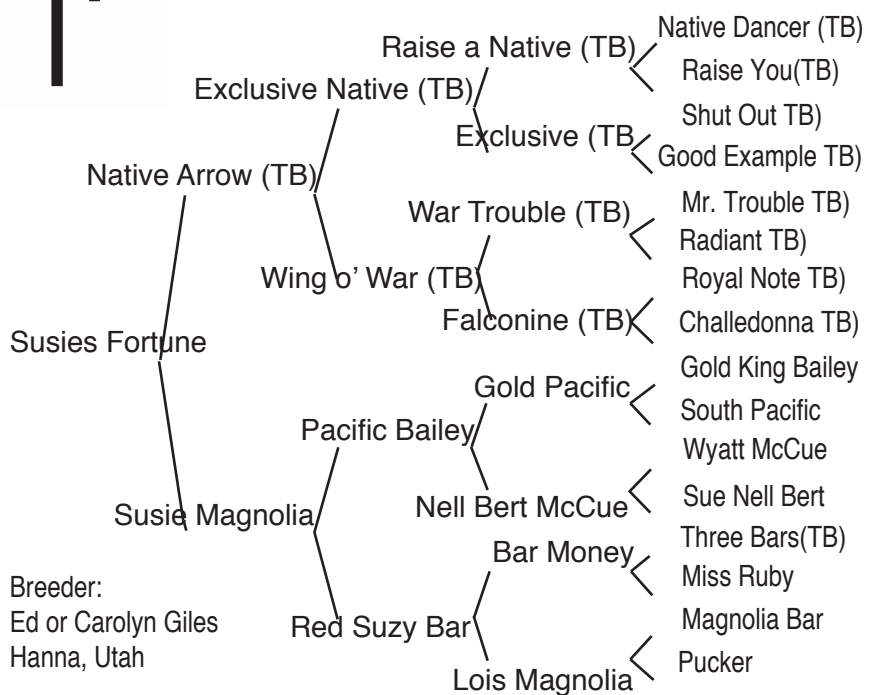 Native Dancer (TB)
Raise a Native (TB)
Raise You(TB)
Exclusive Native (TB)
Shut Out TB)
Exclusive (TB
Good Example TB)
Native Arrow (TB)
Mr. Trouble TB)
War Trouble (TB)
Radiant TB)
Wing o’ War (TB)
Royal Note TB)
Falconine (TB)
Challedonna TB)
Susies Fortune
Gold King Bailey
Gold Pacific
South Pacific
Pacific Bailey
Wyatt McCue
Nell Bert McCue
Sue Nell Bert
Susie Magnolia
Three Bars(TB)
Bar Money
Miss Ruby
Red Suzy Bar
Magnolia Bar
Lois Magnolia
Pucker
Breeder:
Ed or Carolyn Giles
Hanna, Utah